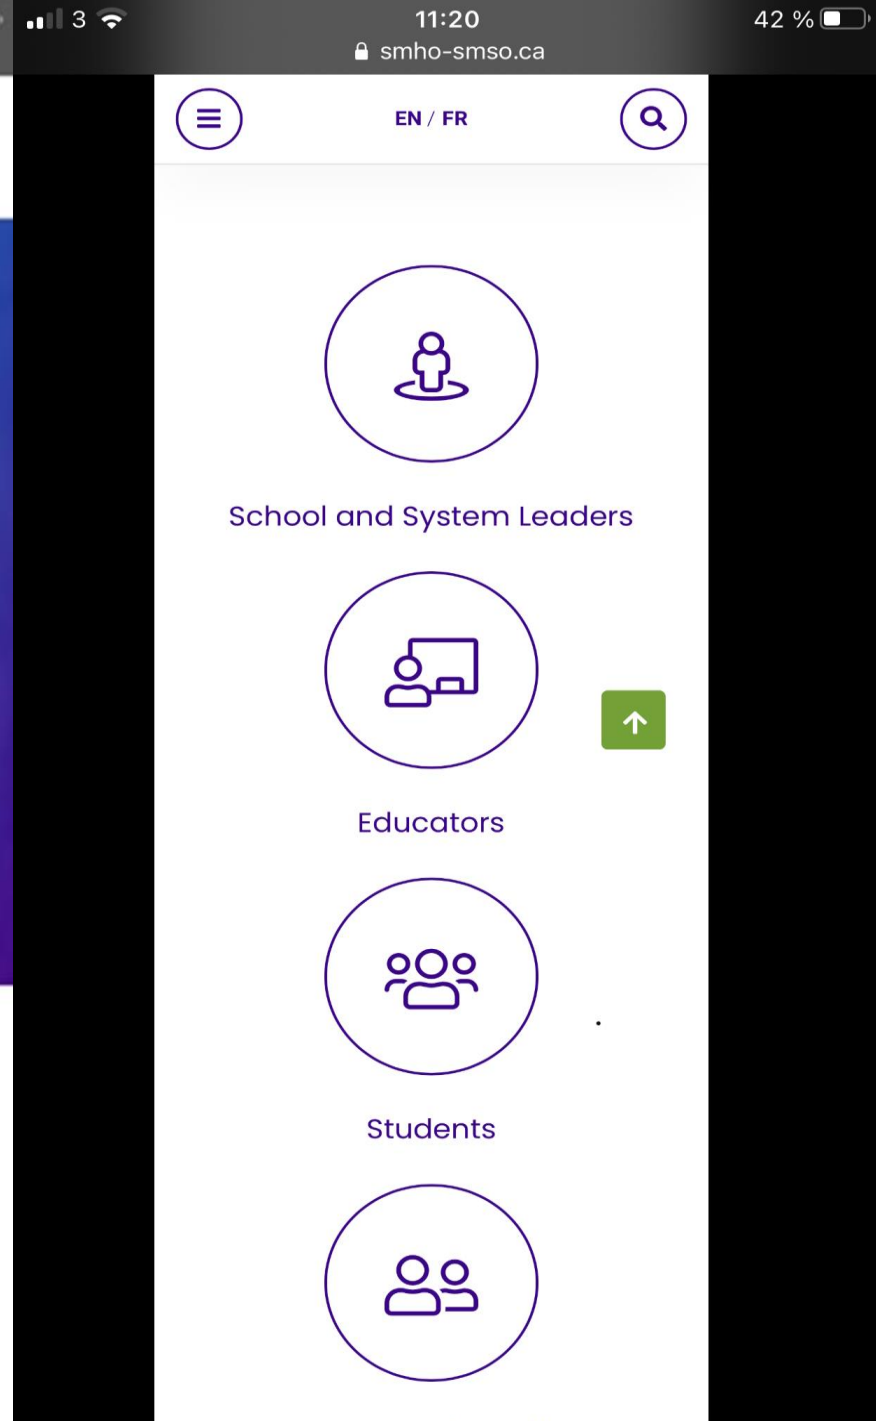 3
11:20
42 %
smho-smso.ca
EN / FR
School and System Leaders
Educators
Students